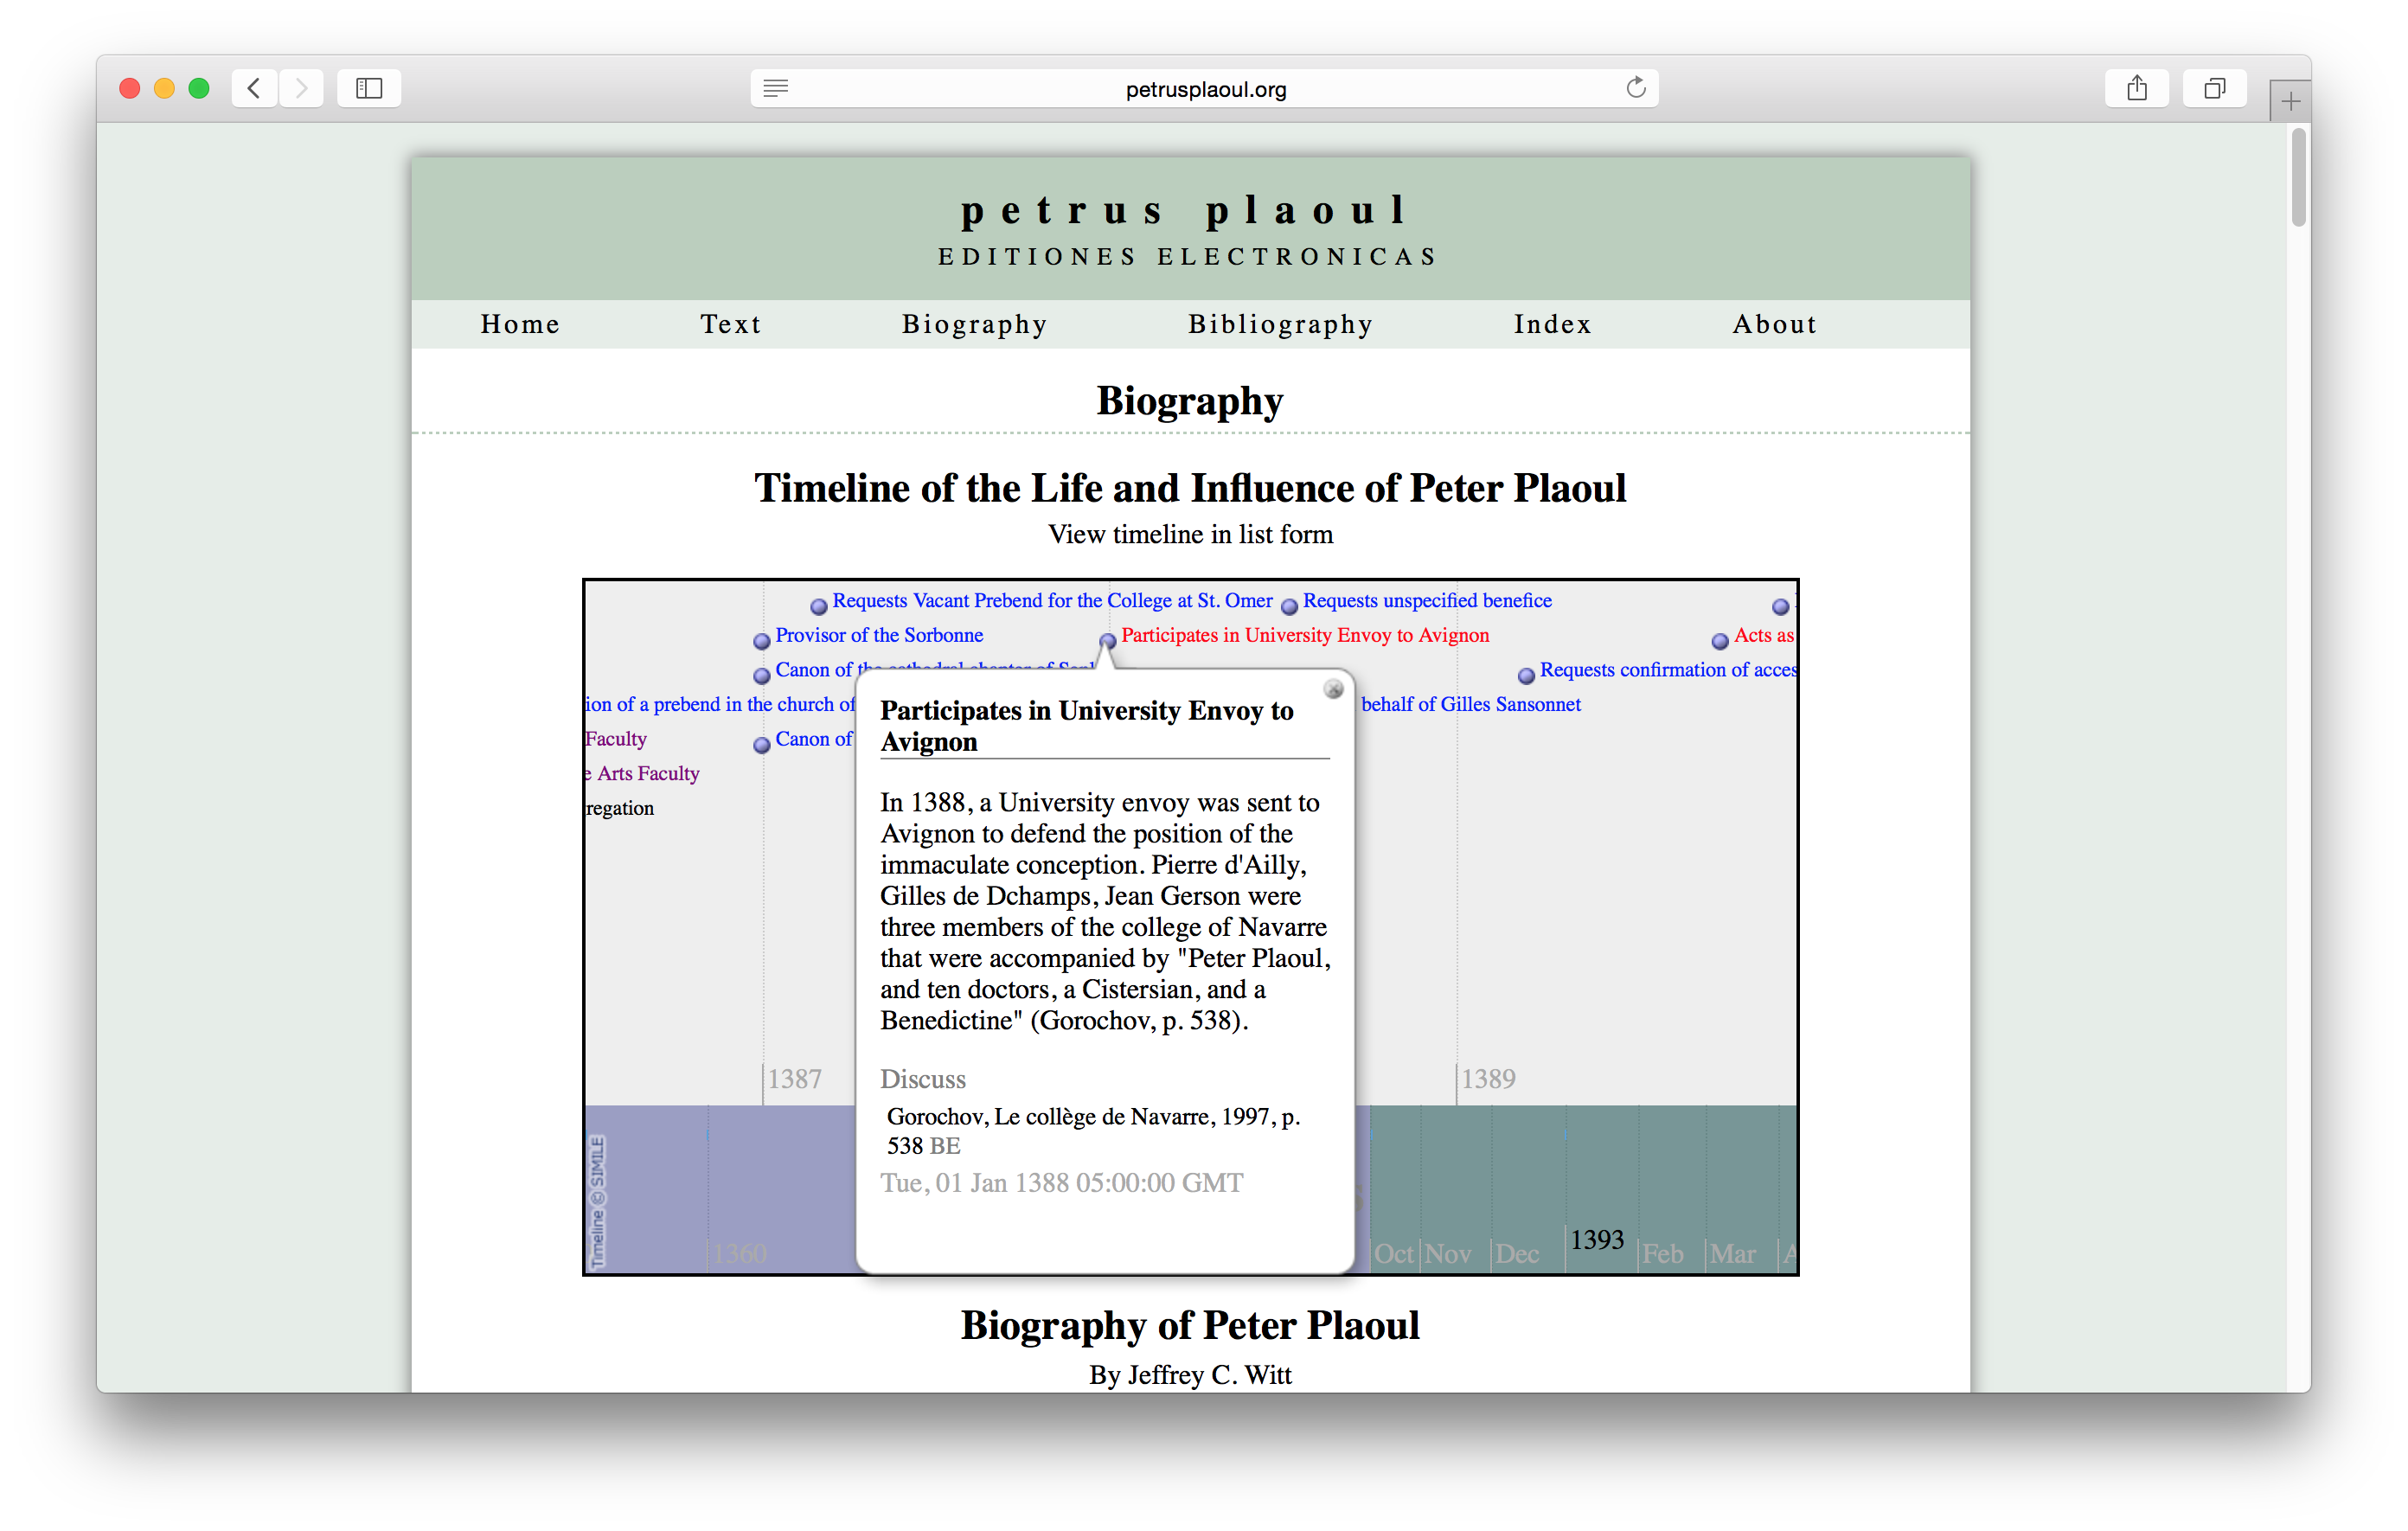 petrusplaoul.org
petrus plaoul
EDITIONES ELECTRONICAS
Home Text Biography Bibliography Index About
Biography
Timeline of the Life and Influence of Peter Plaoul
View timeline in list form
Requests Vacant Prebend for the College at St. Omer Requests unspecified benefice
Provisor of the Sorbonne Participates in University Envoy to Avignon Acts as
Canon of the cathedral chapter of Requests confirmation of acces
ion of a prebend in the church of behalf of Gilles Sansonnet
Faculty Canon of
e Arts Faculty
regation
Participates in University Envoy to
Avignon
In 1388, a University envoy was sent to
Avignon to defend the position of the
immaculate conception. Pierre d'Ailly,
Gilles de Dchamps, Jean Gerson were
three members of the college of Navarre
that were accompanied by "Peter Plaoul,
and ten doctors, a Cistersian, and a
Benedictine" (Gorochov, p. 538).
Discuss
Gorochov, Le collège de Navarre, 1997, p.
538 BE
Tue, 01 Jan 1388 05:00:00 GMT
1387 1389
Timeline © SIMILE
1360 Oct Nov Dec 1393 Feb Mar A
Biography of Peter Plaoul
By Jeffrey C. Witt